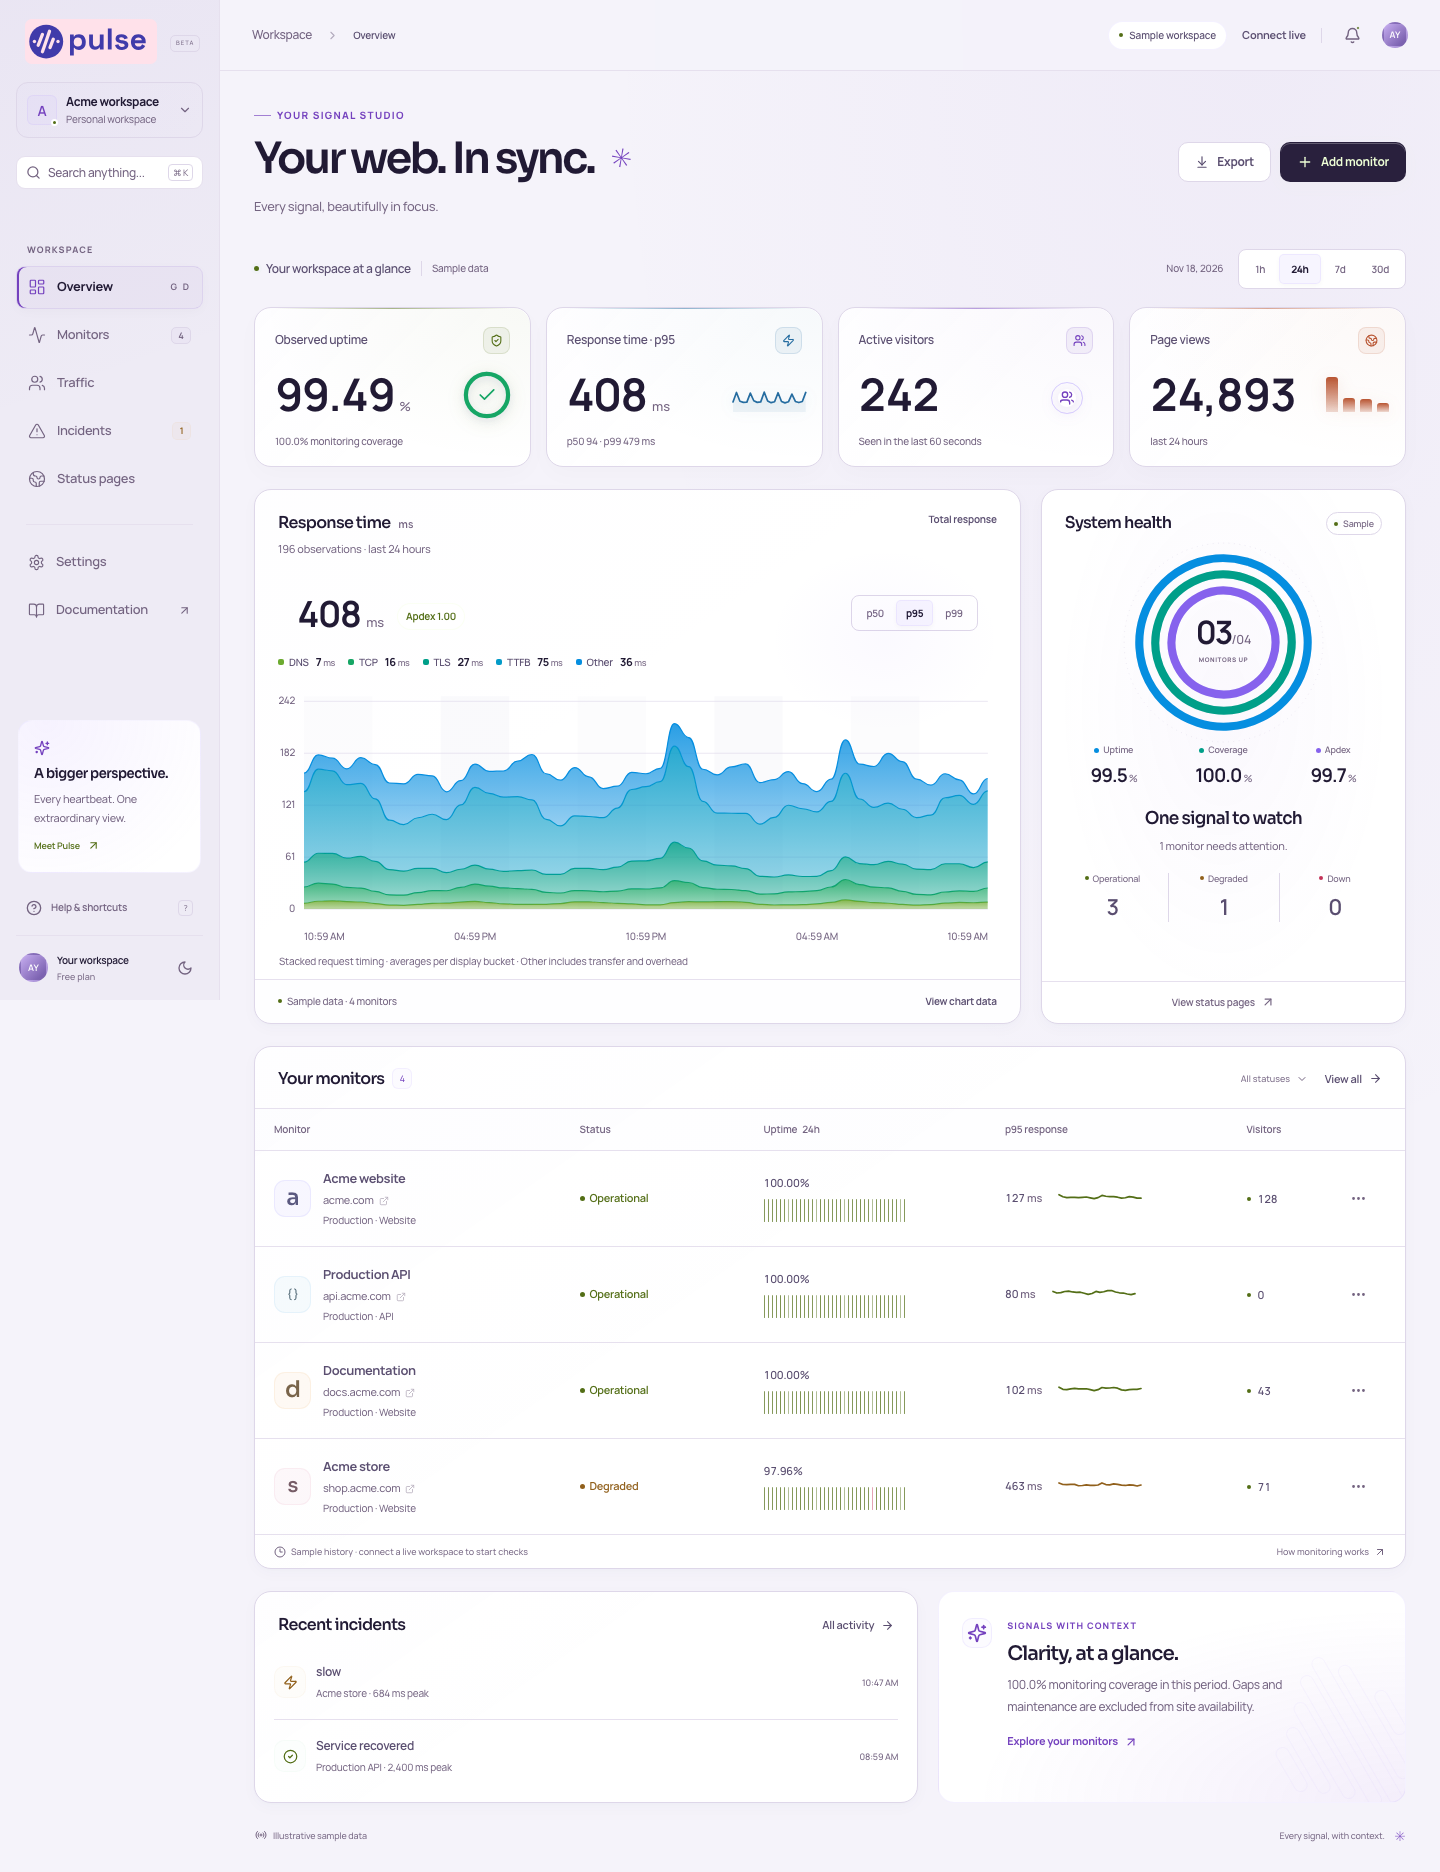 pulse
BETA
A
Acme workspace
Personal workspace
Search anything...
⌘K
WORKSPACE
Overview
G D
Monitors
4
Traffic
Incidents
1
Status pages
Settings
Documentation
A bigger perspective.
Every heartbeat. One
extraordinary view.
Meet Pulse
Help & shortcuts
?
AY
Your workspace
Free plan
Workspace
Overview
Sample workspace
Connect live
AY
YOUR SIGNAL STUDIO
Your web. In sync.
Every signal, beautifully in focus.
Export
Add monitor
Your workspace at a glance
Sample data
Nov 18, 2026
1h
24h
7d
30d
Observed uptime
99.49 %
100.0% monitoring coverage
Response time · p95
408 ms
p50 94 · p99 479 ms
Active visitors
242
Seen in the last 60 seconds
Page views
24,893
last 24 hours
Response time ms
Total response
196 observations · last 24 hours
408 ms
Apdex 1.00
p50
p95
p99
DNS 7 ms
TCP 16 ms
TLS 27 ms
TTFB 75 ms
Other 36 ms
242
182
121
61
0
10:59 AM
04:59 PM
10:59 PM
04:59 AM
10:59 AM
Stacked request timing · averages per display bucket · Other includes transfer and overhead
Sample data · 4 monitors
View chart data
System health
Sample
03/04
MONITORS UP
Uptime
Coverage
Apdex
99.5%
100.0%
99.7%
One signal to watch
1 monitor needs attention.
Operational
Degraded
Down
3
1
0
View status pages
Your monitors
4
All statuses
View all
Monitor
Status
Uptime 24h
p95 response
Visitors
a
Acme website
acme.com
Production · Website
Operational
100.00%
127 ms
128
{ }
Production API
api.acme.com
Production · API
Operational
100.00%
80 ms
0
d
Documentation
docs.acme.com
Production · Website
Operational
100.00%
102 ms
43
s
Acme store
shop.acme.com
Production · Website
Degraded
97.96%
463 ms
71
Sample history · connect a live workspace to start checks
How monitoring works
Recent incidents
All activity
slow
Acme store · 684 ms peak
10:47 AM
Service recovered
Production API · 2,400 ms peak
08:59 AM
SIGNALS WITH CONTEXT
Clarity, at a glance.
100.0% monitoring coverage in this period. Gaps and
maintenance are excluded from site availability.
Explore your monitors
Illustrative sample data
Every signal, with context.